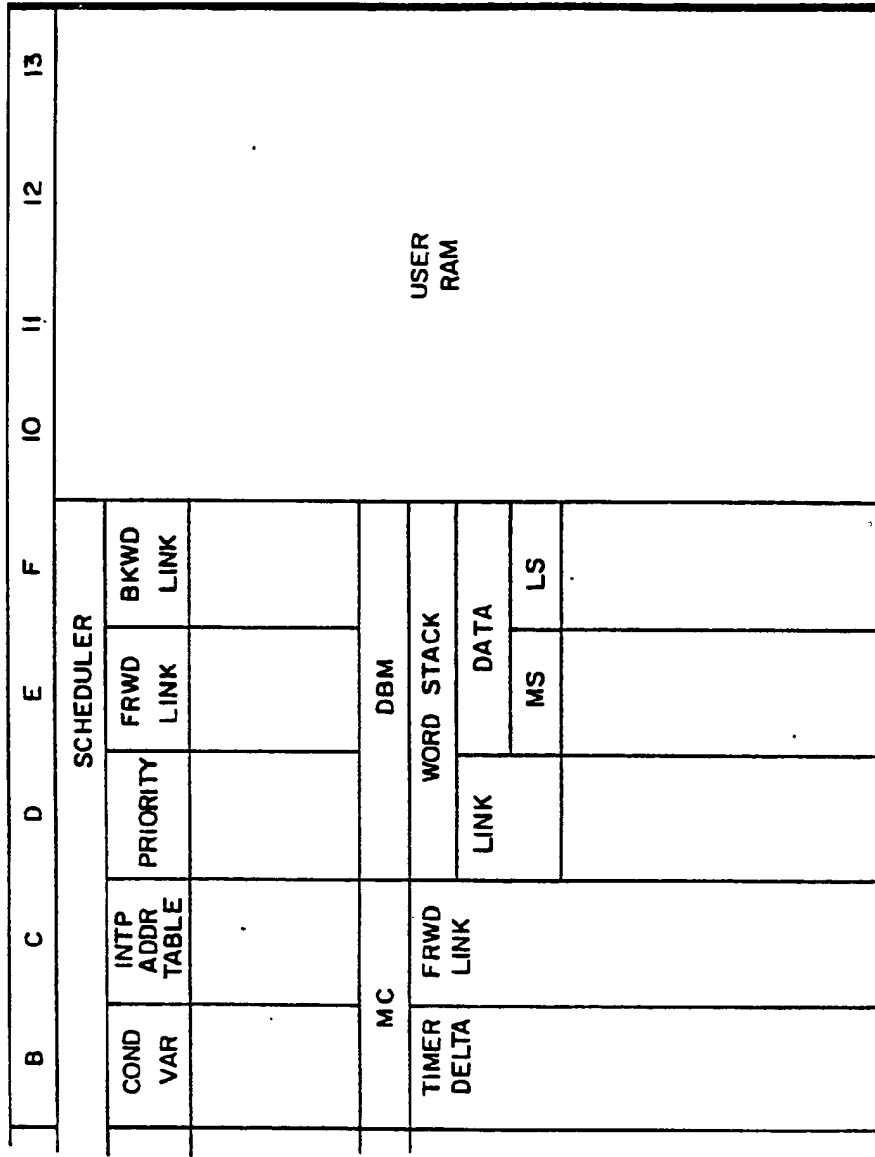 B C D E F 10 11 12 13
SCHEDULER
COND
VAR
INTP
ADDR
TABLE
PRIORITY
FRWD
LINK
BKWD
LINK
MC
DBM
USER
RAM
TIMER
DELTA
FRWD
LINK
WORD STACK
LINK
DATA
MS
LS